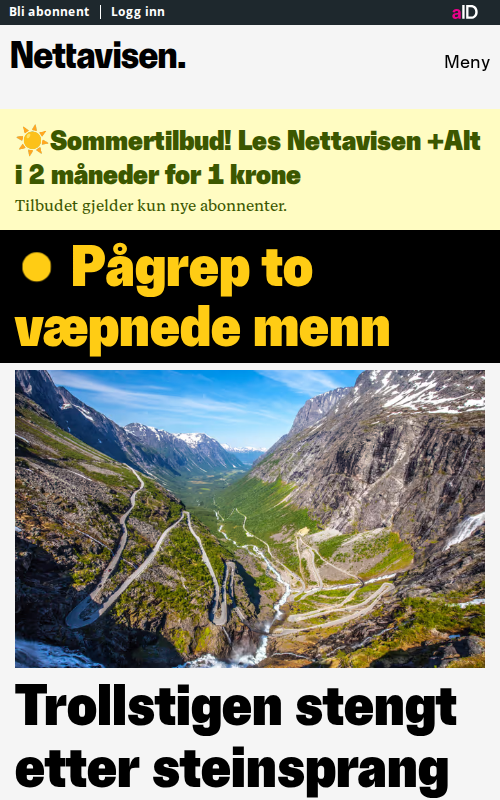 Bli abonnent | Logg inn
aID
Nettavisen.
Meny
Sommertilbud! Les Nettavisen +Alt
i 2 måneder for 1 krone
Tilbudet gjelder kun nye abonnenter.
Pågrep to
væpnede menn
Trollstigen stengt
etter steinsprang